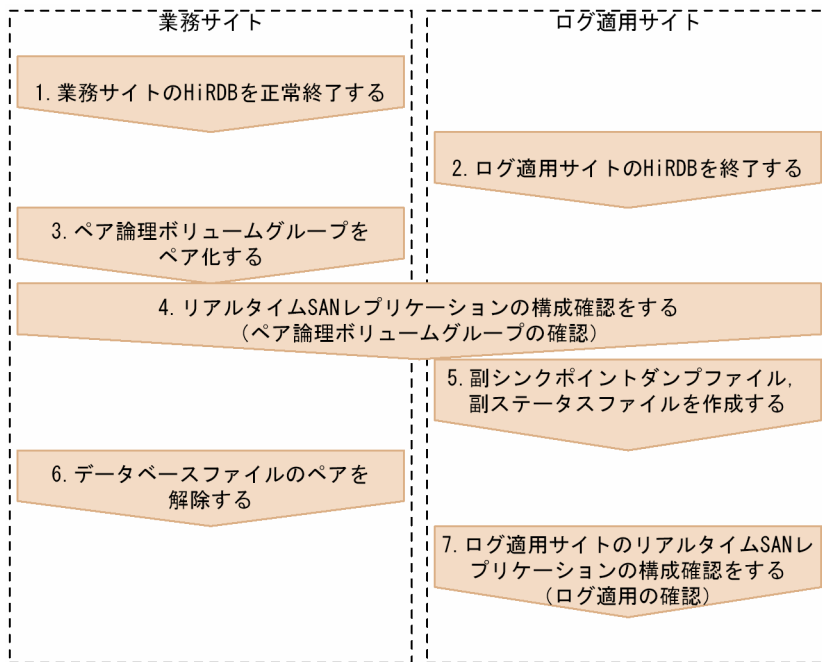 業務サイト
ログ適用サイト
1. 業務サイトのHiRDBを正常終了する
2. ログ適用サイトのHiRDBを終了する
3. ペア論理ボリュームグループを
ペア化する
4. リアルタイムSANレプリケーションの構成確認をする
（ペア論理ボリュームグループの確認）
5. 副シンクポイントダンプファイル，
副ステータスファイルを作成する
6. データベースファイルのペアを
解除する
7. ログ適用サイトのリアルタイムSANレ
プリケーションの構成確認をする
（ログ適用の確認）